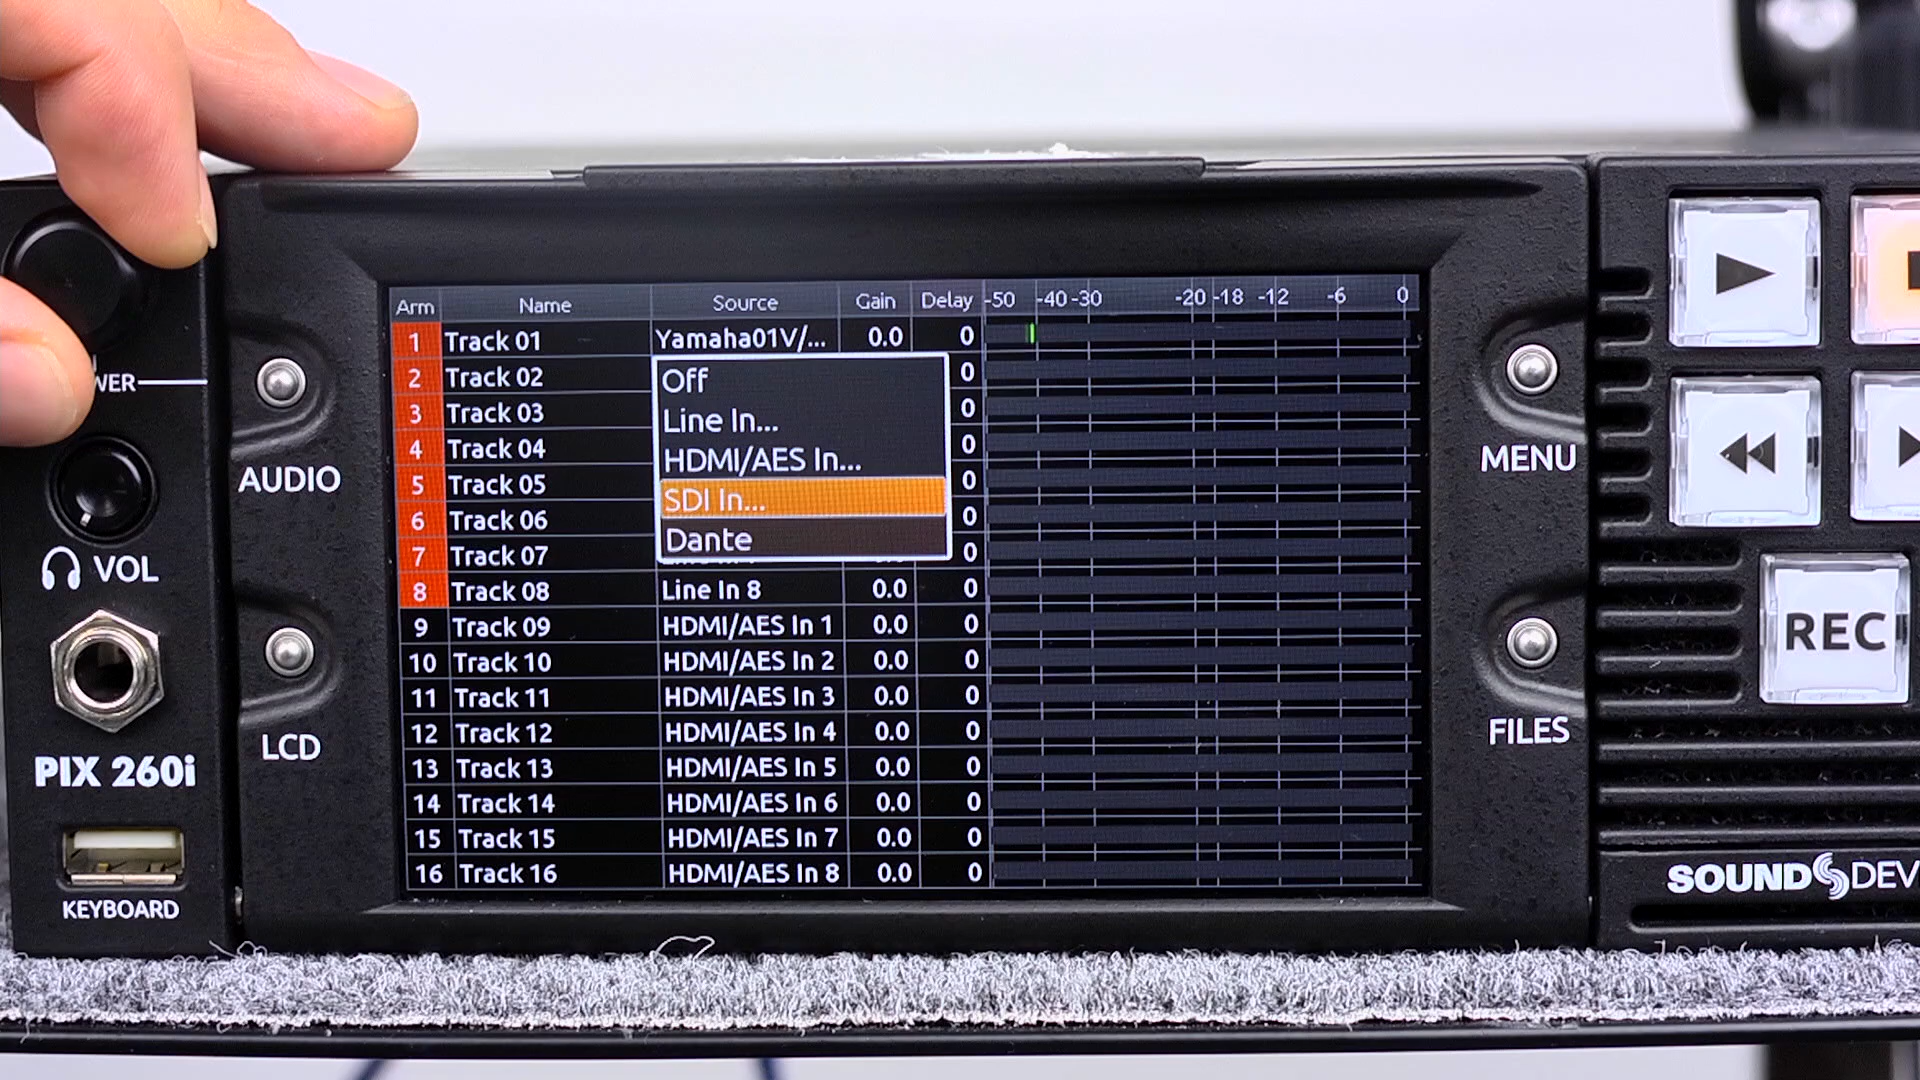 Arm Name Source Gain Delay -50 -40 -30 -20 -18 -12 -6 0
1 Track 01 Yamaha01V/... 0.0 0
2 Track 02 0
3 Track 03 0
4 Track 04 0
5 Track 05 0
6 Track 06 0
7 Track 07 0
8 Track 08 Line In 8 0.0 0
9 Track 09 HDMI/AES In 1 0.0 0
10 Track 10 HDMI/AES In 2 0.0 0
11 Track 11 HDMI/AES In 3 0.0 0
12 Track 12 HDMI/AES In 4 0.0 0
13 Track 13 HDMI/AES In 5 0.0 0
14 Track 14 HDMI/AES In 6 0.0 0
15 Track 15 HDMI/AES In 7 0.0 0
16 Track 16 HDMI/AES In 8 0.0 0
Off
Line In...
HDMI/AES In...
SDI In...
Dante
WER
AUDIO
VOL
LCD
PIX 260i
KEYBOARD
MENU
FILES
REC
SOUND DEV